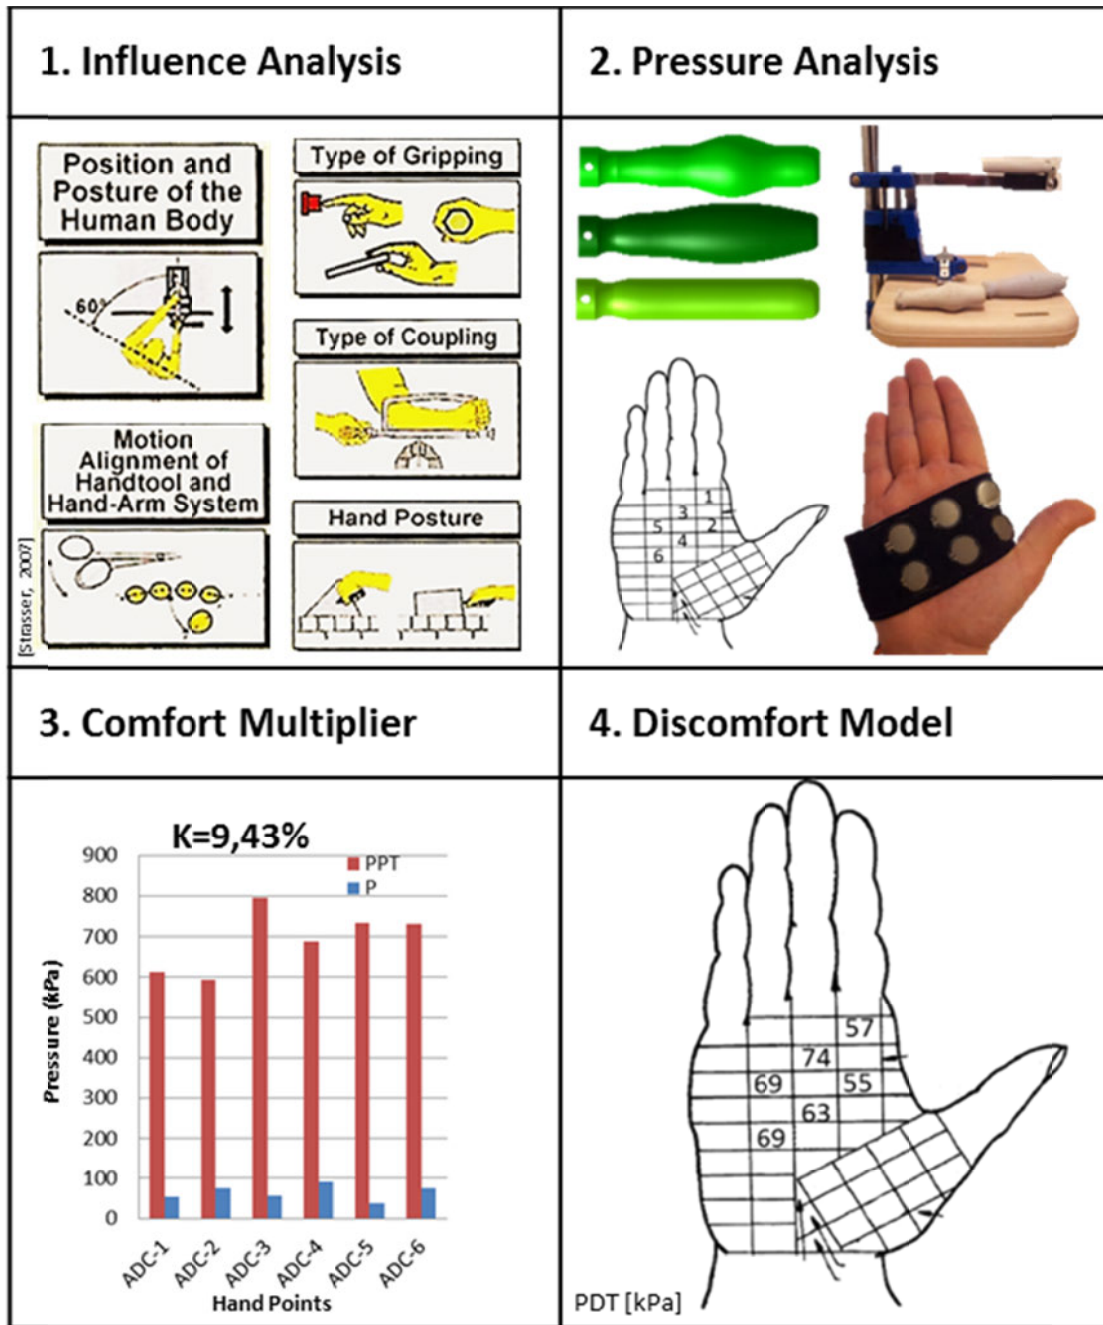 1. Influence Analysis
2. Pressure Analysis
Position and
Posture of the
Human Body
60°
Motion
Alignment of
Handtool and
Hand-Arm System
[Strasser, 2007]
Type of Gripping
Type of Coupling
Hand Posture
1
3
5 2
4
6
3. Comfort Multiplier
4. Discomfort Model
K=9,43%
PPT
P
900
800
700
600
500
400
300
200
100
0
Pressure (kPa)
ADC-1
ADC-2
ADC-3
ADC-4
ADC-5
ADC-6
Hand Points
57
74
69 55
63
69
PDT [kPa]